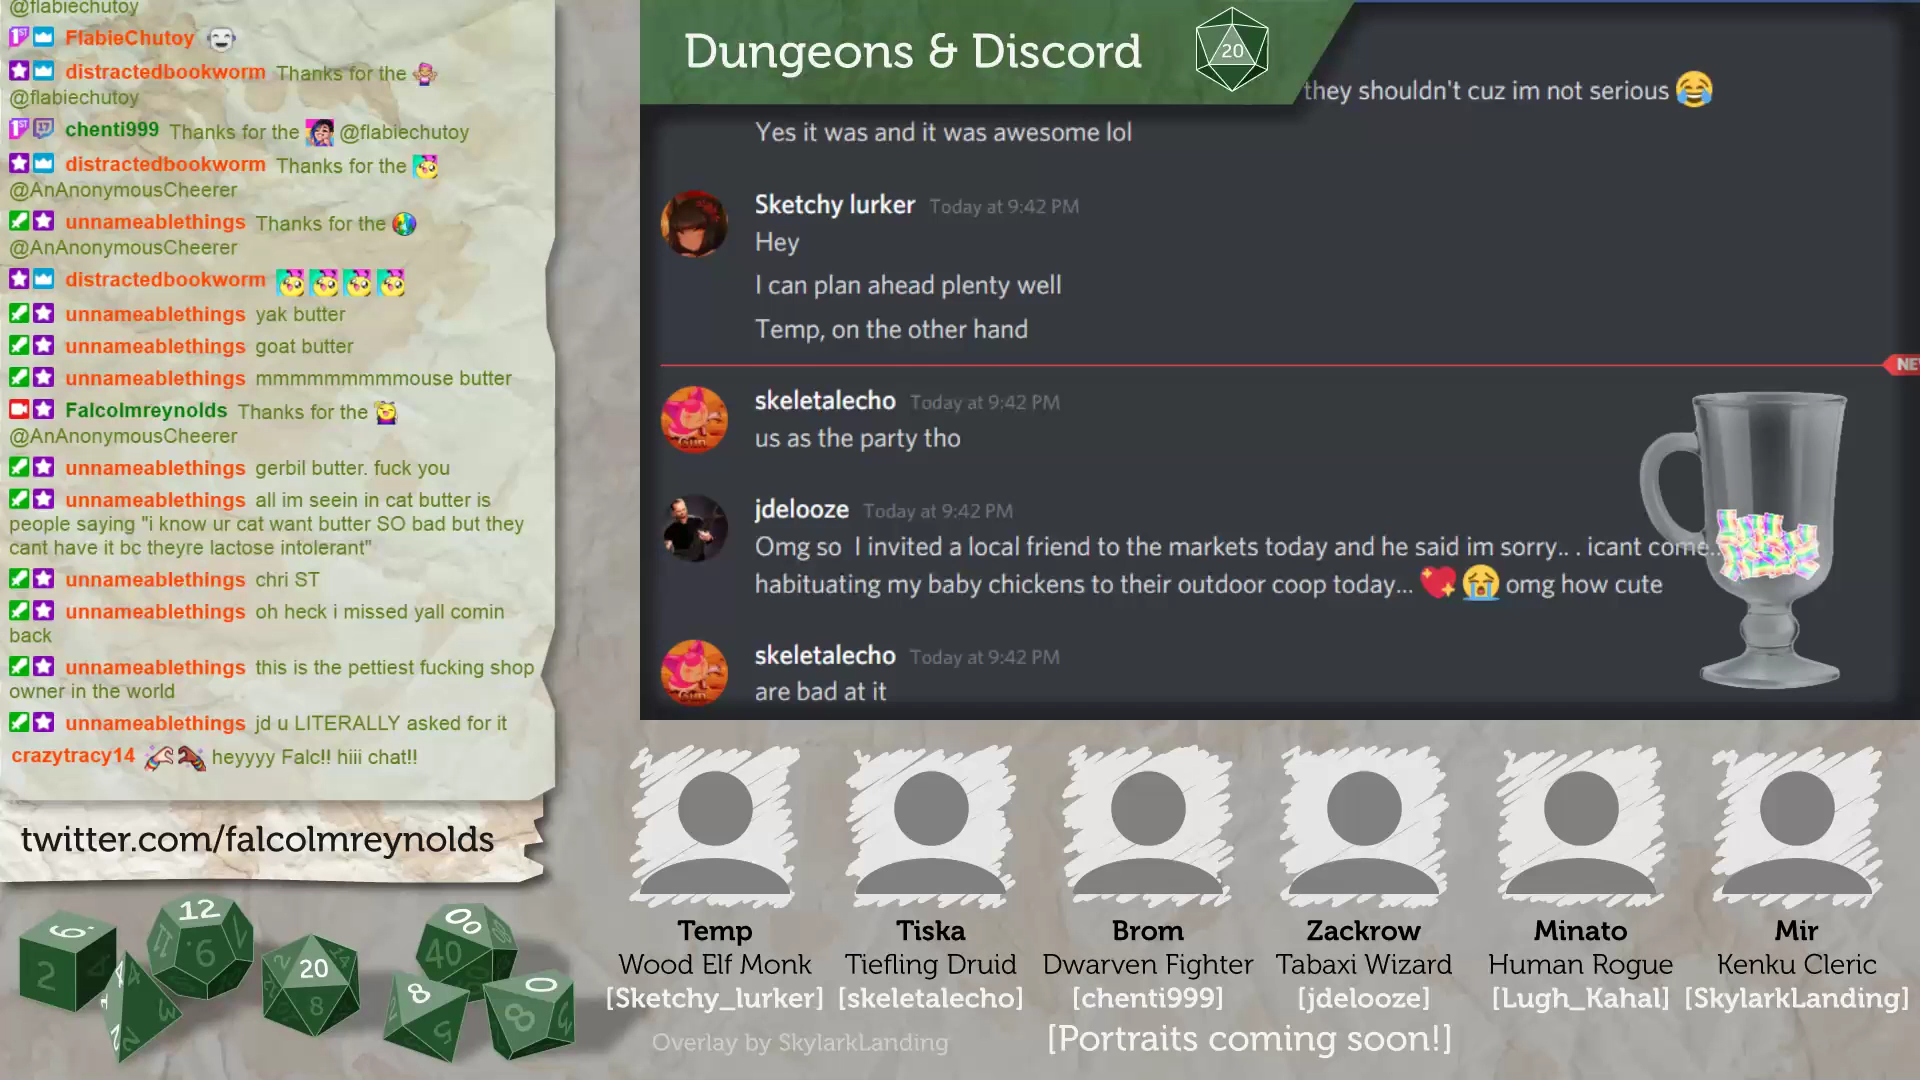 @flabiechutoy
FlabieChutoy
distractedbookworm Thanks for the
@flabiechutoy
chenti999 Thanks for the @flabiechutoy
distractedbookworm Thanks for the
@AnAnonymousCheerer
unnameablethings Thanks for the
@AnAnonymousCheerer
distractedbookworm
unnameablethings yak butter
unnameablethings goat butter
unnameablethings mmmmmmmmmouse butter
Falcolmreynolds Thanks for the
@AnAnonymousCheerer
unnameablethings gerbil butter. fuck you
unnameablethings all im seein in cat butter is
people saying "i know ur cat want butter SO bad but they
cant have it bc theyre lactose intolerant"
unnameablethings chri ST
unnameablethings oh heck i missed yall comin
back
unnameablethings this is the pettiest fucking shop
owner in the world
unnameablethings jd u LITERALLY asked for it
crazytracy14 heyyyy Falc!! hiii chat!!
twitter.com/falcolmreynolds
Dungeons & Discord
20
they shouldn't cuz im not serious
Yes it was and it was awesome lol
Sketchy lurker Today at 9:42 PM
Hey
I can plan ahead plenty well
Temp, on the other hand
NE
skeletalecho Today at 9:42 PM
us as the party tho
jdelooze Today at 9:42 PM
Omg so I invited a local friend to the markets today and he said im sorry.. . icant come..
habituating my baby chickens to their outdoor coop today... omg how cute
skeletalecho Today at 9:42 PM
are bad at it
Temp
Wood Elf Monk
[Sketchy_lurker]
Tiska
Tiefling Druid
[skeletalecho]
Brom
Dwarven Fighter
[chenti999]
Zackrow
Tabaxi Wizard
[jdelooze]
Minato
Human Rogue
[Lugh_Kahal]
Mir
Kenku Cleric
[SkylarkLanding]
Overlay by SkylarkLanding
[Portraits coming soon!]